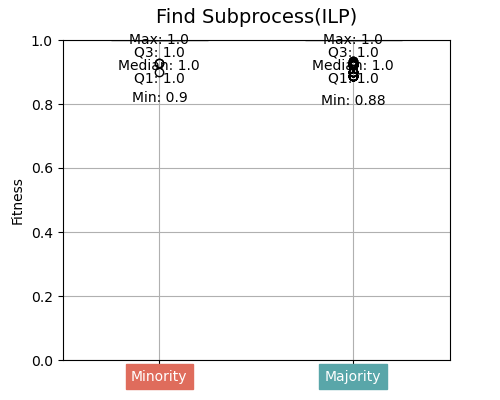 Find Subprocess(ILP)
Max: 1.0
Q3: 1.0
Median: 1.0
Q1: 1.0
Min: 0.9
Max: 1.0
Q3: 1.0
Median: 1.0
Q1: 1.0
Min: 0.88
1.0
0.8
0.6
0.4
0.2
0.0
Fitness
Minority
Majority